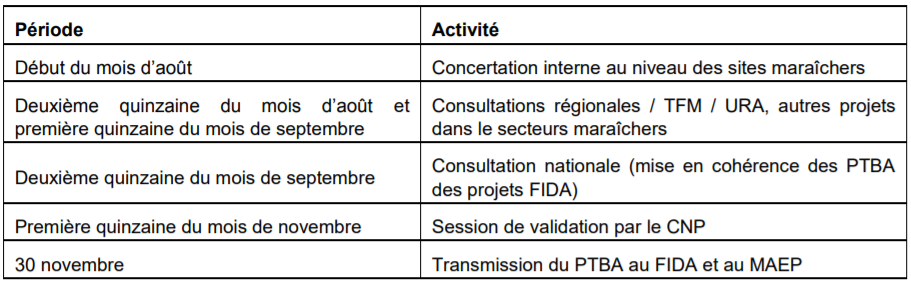 Période
Activité
Début du mois d’août
Concertation interne au niveau des sites maraîchers
Deuxième quinzaine du mois d’août et
première quinzaine du mois de septembre
Consultations régionales / TFM / URA, autres projets
dans le secteurs maraîchers
Deuxième quinzaine du mois de septembre
Consultation nationale (mise en cohérence des PTBA
des projets FIDA)
Première quinzaine du mois de novembre
Session de validation par le CNP
30 novembre
Transmission du PTBA au FIDA et au MAEP